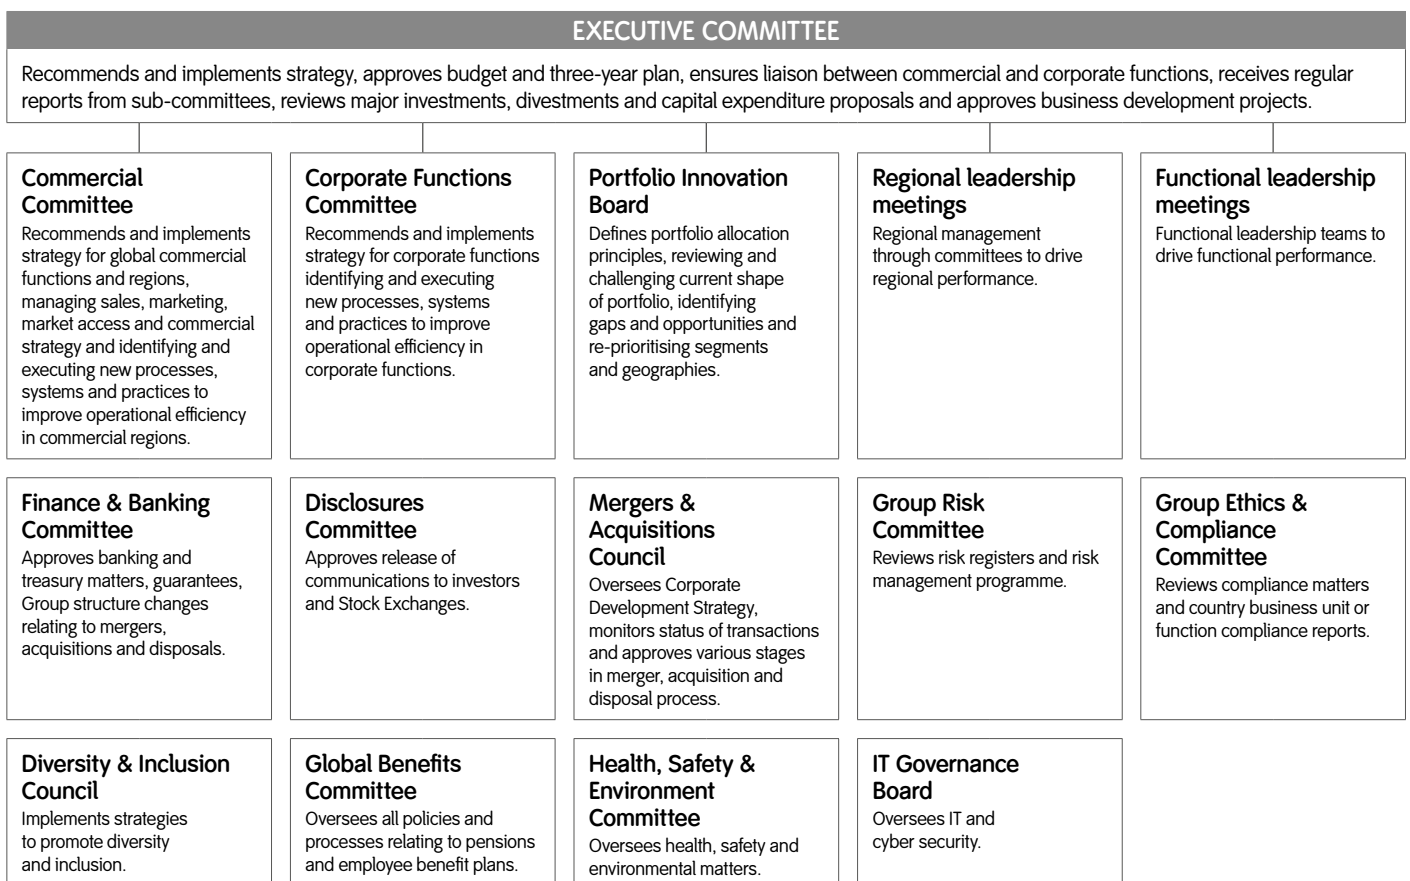 EXECUTIVE COMMITTEE
Recommends and implements strategy, approves budget and three-year plan, ensures liaison between commercial and corporate functions, receives regular
reports from sub-committees, reviews major investments, divestments and capital expenditure proposals and approves business development projects.
Commercial
Committee
Recommends and implements
strategy for global commercial
functions and regions,
managing sales, marketing,
market access and commercial
strategy and identifying and
executing new processes,
systems and practices to
improve operational efficiency
in commercial regions.
Corporate Functions
Committee
Recommends and implements
strategy for corporate functions
identifying and executing
new processes, systems
and practices to improve
operational efficiency in
corporate functions.
Portfolio Innovation
Board
Defines portfolio allocation
principles, reviewing and
challenging current shape
of portfolio, identifying
gaps and opportunities and
re-prioritising segments
and geographies.
Regional leadership
meetings
Regional management
through committees to drive
regional performance.
Functional leadership
meetings
Functional leadership teams to
drive functional performance.
Finance & Banking
Committee
Approves banking and
treasury matters, guarantees,
Group structure changes
relating to mergers,
acquisitions and disposals.
Disclosures
Committee
Approves release of
communications to investors
and Stock Exchanges.
Mergers &
Acquisitions
Council
Oversees Corporate
Development Strategy,
monitors status of transactions
and approves various stages
in merger, acquisition and
disposal process.
Group Risk
Committee
Reviews risk registers and risk
management programme.
Group Ethics &
Compliance
Committee
Reviews compliance matters
and country business unit or
function compliance reports.
Diversity & Inclusion
Council
Implements strategies
to promote diversity
and inclusion.
Global Benefits
Committee
Oversees all policies and
processes relating to pensions
and employee benefit plans.
Health, Safety &
Environment
Committee
Oversees health, safety and
environmental matters.
IT Governance
Board
Oversees IT and
cyber security.